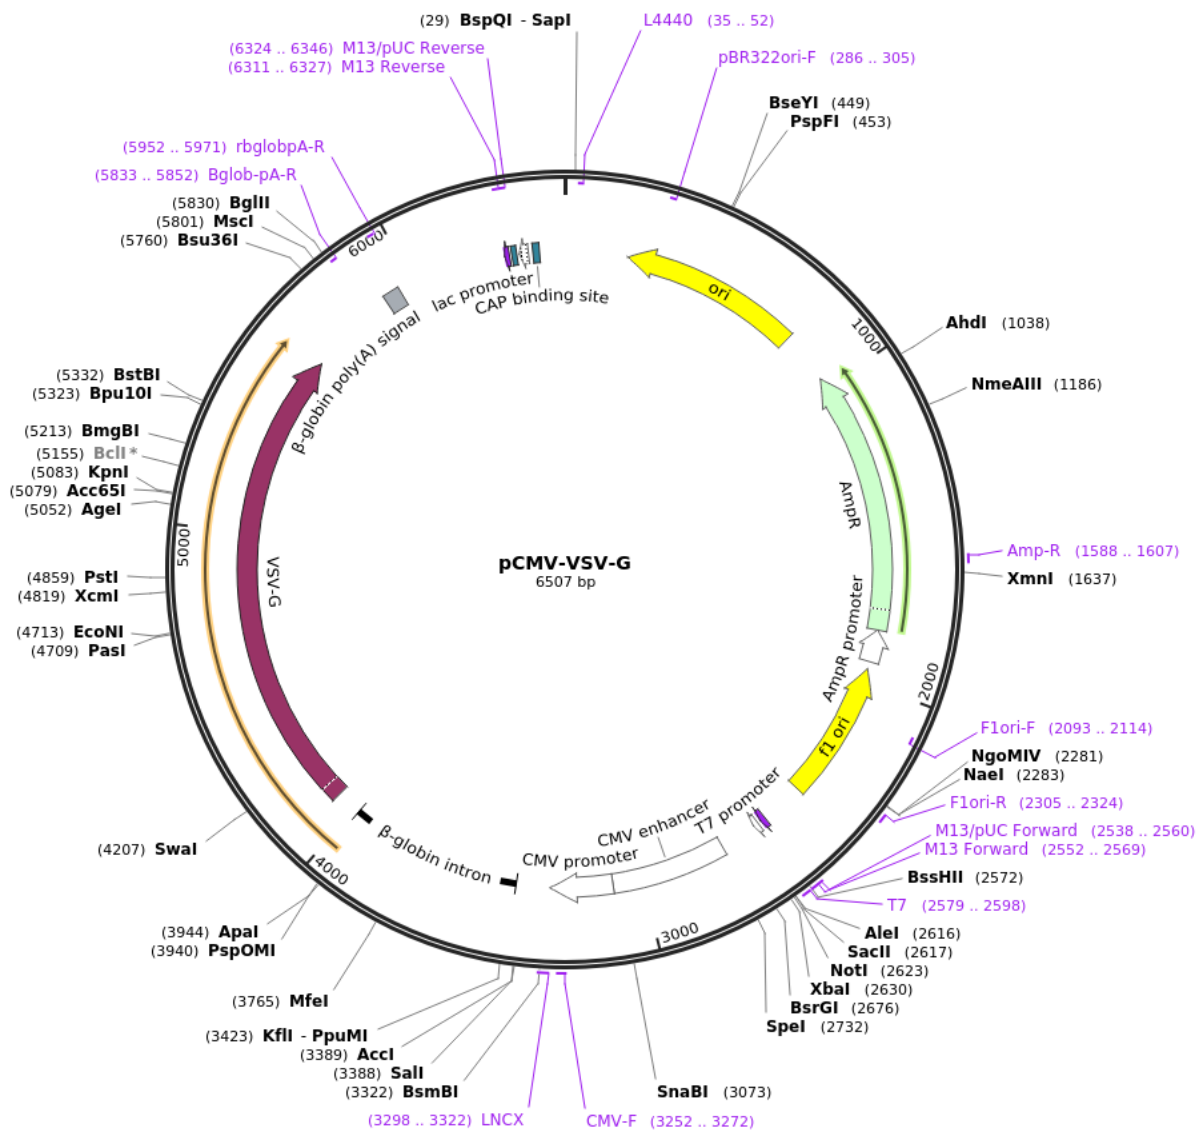 (29) BspQI - SapI
L4440 (35 .. 52)
(6324 .. 6346) M13/pUC Reverse
(6311 .. 6327) M13 Reverse
pBR322ori-F (286 .. 305)
BseYI (449)
PspFI (453)
(5952 .. 5971) rbglobpA-R
(5833 .. 5852) Bglob-pA-R
(5830) BglII
(5801) MscI
(5760) Bsu36I
6000
lac promoter
CAP binding site
ori
β-globin poly(A) signal
1000
AhdI (1038)
NmeAIII (1186)
(5332) BstBI
(5323) Bpu10I
(5213) BmgBI
(5155) BclI*
(5083) KpnI
(5079) Acc65I
(5052) AgeI
5000
AmpR
Amp-R (1588 .. 1607)
XmnI (1637)
pCMV-VSV-G
6507 bp
VSV-G
(4859) PstI
(4819) XcmI
(4713) EcoNI
(4709) PasI
AmpR promoter
2000
f1 ori
F1ori-F (2093 .. 2114)
NgoMIV (2281)
NaeI (2283)
F1ori-R (2305 .. 2324)
M13/pUC Forward (2538 .. 2560)
M13 Forward (2552 .. 2569)
BssHII (2572)
T7 (2579 .. 2598)
T7 promoter
CMV enhancer
CMV promoter
β-globin intron
(4207) SwaI
4000
3000
AleI (2616)
SacII (2617)
NotI (2623)
XbaI (2630)
BsrGI (2676)
SpeI (2732)
(3944) ApaI
(3940) PspOMI
(3765) MfeI
(3423) KflI - PpuMI
(3389) AccI
(3388) SalI
(3322) BsmBI
(3298 .. 3322) LNCX
SnaBI (3073)
CMV-F (3252 .. 3272)